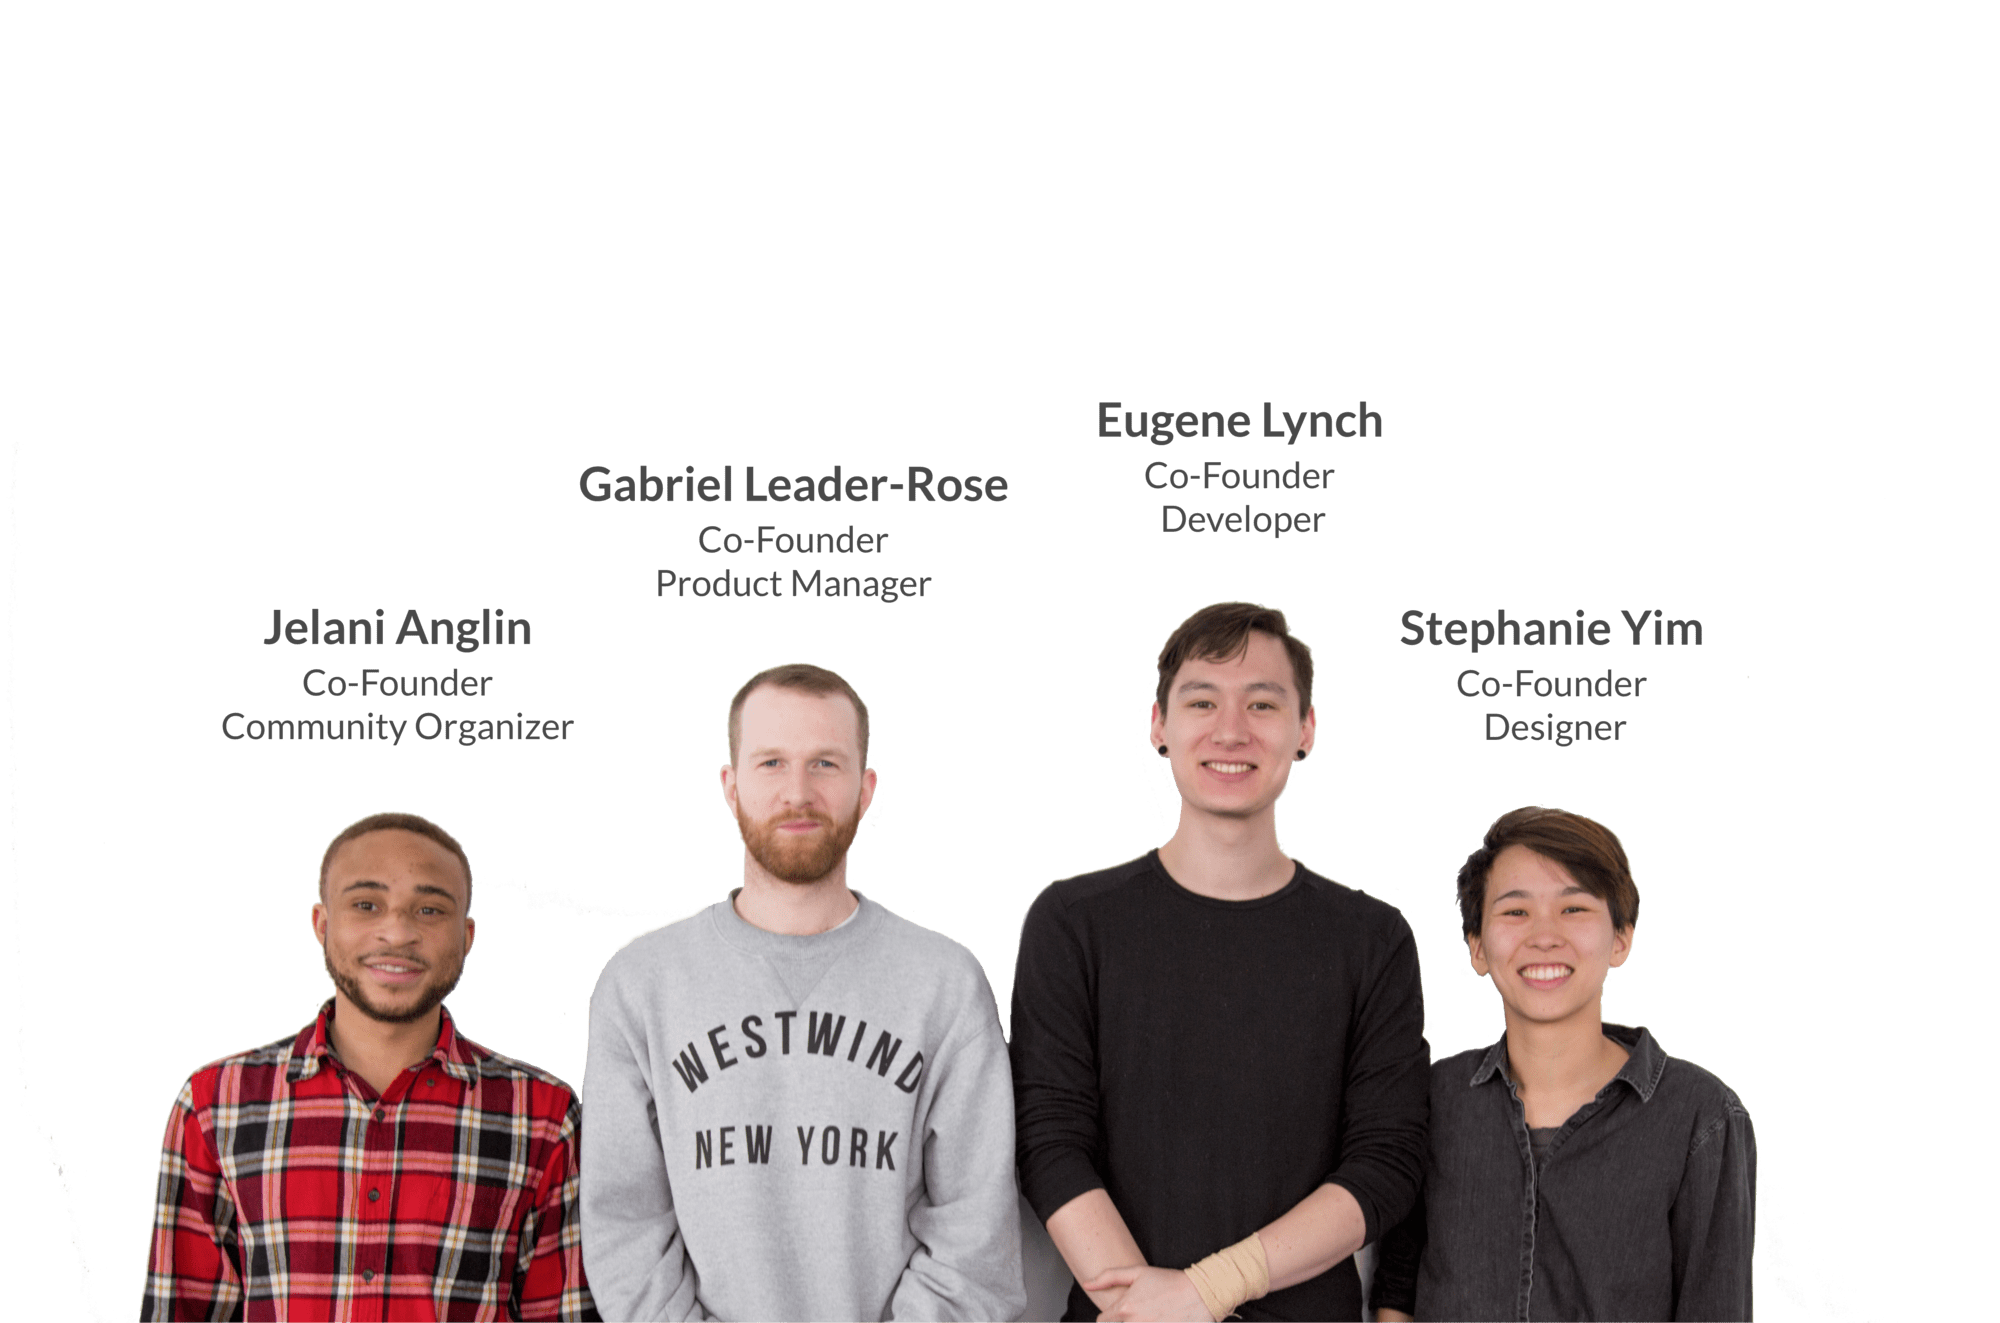 Jelani Anglin
Co-Founder
Community Organizer
Gabriel Leader-Rose
Co-Founder
Product Manager
Eugene Lynch
Co-Founder
Developer
Stephanie Yim
Co-Founder
Designer
WESTWIND
NEW YORK